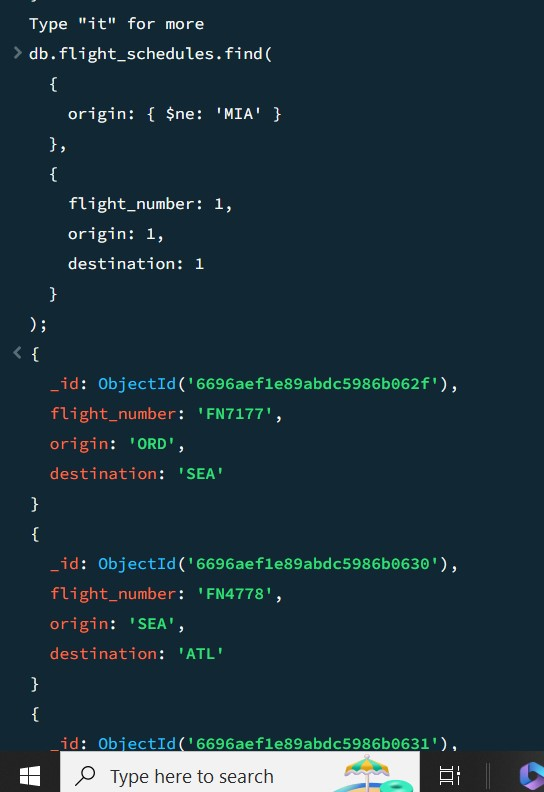 Type "it" for more
> db.flight_schedules.find(
{
origin: { $ne: 'MIA' }
},
{
flight_number: 1,
origin: 1,
destination: 1
}
);
< {
_id: ObjectId('6696aef1e89abdc5986b062f'),
flight_number: 'FN7177',
origin: 'ORD',
destination: 'SEA'
}
{
_id: ObjectId('6696aef1e89abdc5986b0630'),
flight_number: 'FN4778',
origin: 'SEA',
destination: 'ATL'
}
{
_id: ObjectId('6696aef1e89abdc5986b0631'),
Type here to search